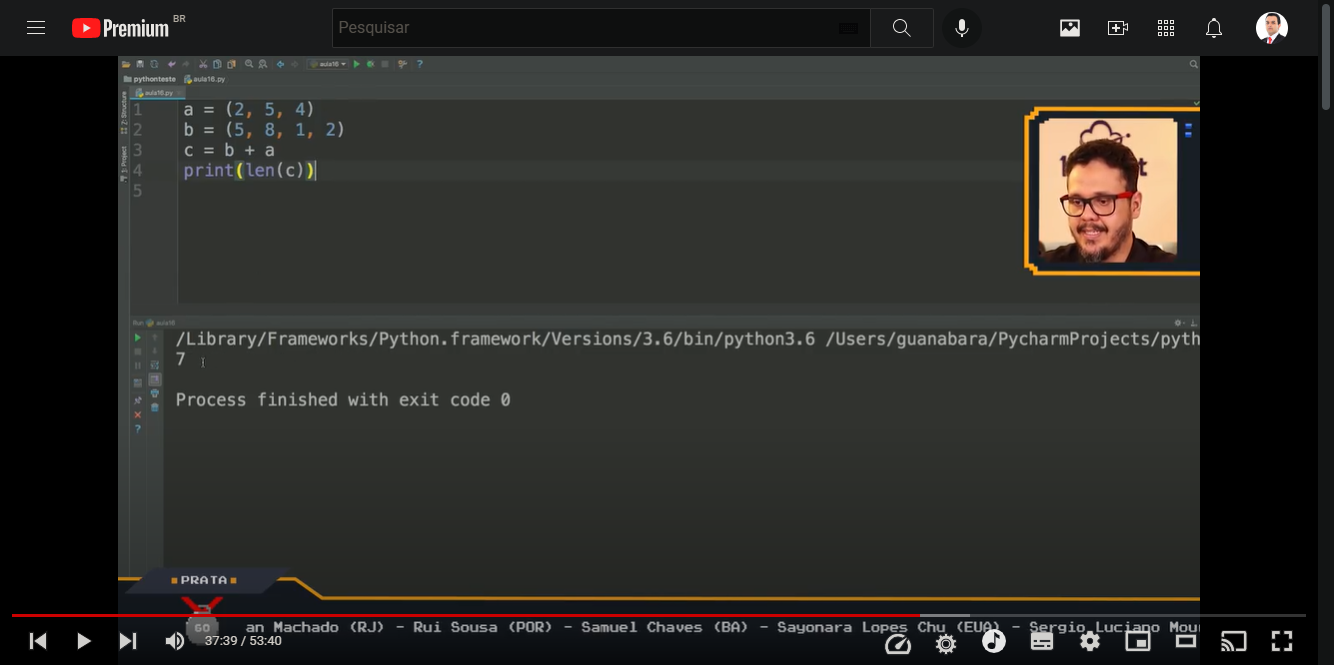 Premium BR
Pesquisar
aula16
pythonteste aula16.py
aula16.py
Z: Structure
1: Project
1 a = (2, 5, 4)
2 b = (5, 8, 1, 2)
3 c = b + a
4 print(len(c))
5
Run: aula16
/Library/Frameworks/Python.framework/Versions/3.6/bin/python3.6 /Users/guanabara/PycharmProjects/pyth
7
Process finished with exit code 0
PRATA
GO an Machado (RJ) - Rui Sousa (POR) - Samuel Chaves (BA) - Sayonara Lopes Chu (EUA) - Sergio Luciano Mou
37:39 / 53:40